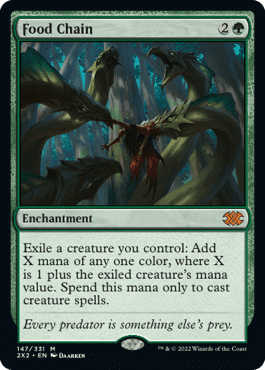 Food Chain 2
Enchantment
Exile a creature you control: Add
X mana of any one color, where X
is 1 plus the exiled creature's mana
value. Spend this mana only to cast
creature spells.
Every predator is something else's prey.
147/331 M
2X2 • EN Daarken
™ & © 2022 Wizards of the Coast